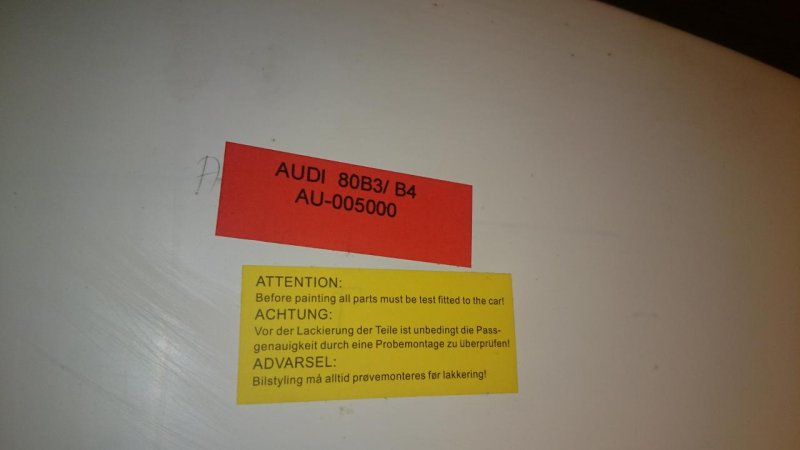 AUDI 80B3/ B4
AU-005000
ATTENTION:
Before painting all parts must be test fitted to the car!
ACHTUNG:
Vor der Lackierung der Teile ist unbedingt die Pass-
genauigkeit durch eine Probemontage zu überprüfen!
ADVARSEL:
Bilstyling må alltid prøvemonteres før lakkering!